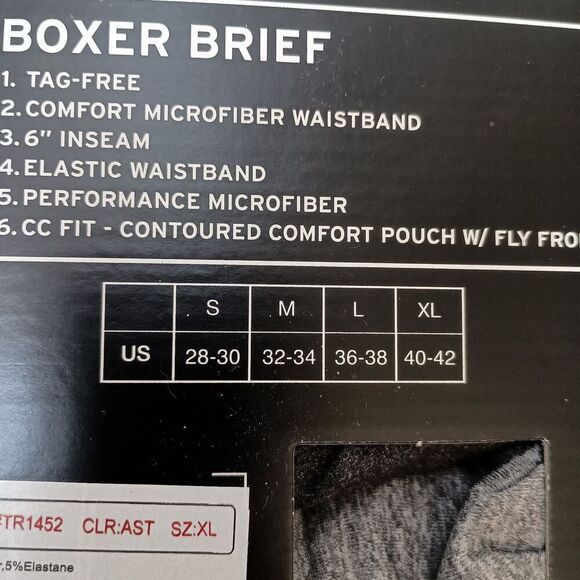 BOXER BRIEF
1. TAG-FREE
2. COMFORT MICROFIBER WAISTBAND
3. 6" INSEAM
4. ELASTIC WAISTBAND
5. PERFORMANCE MICROFIBER
6. CC FIT - CONTOURED COMFORT POUCH W/ FLY
S M L XL
US 28-30 32-34 36-38 40-42
#TR1452 CLR:AST SZ:XL
,5%Elastane